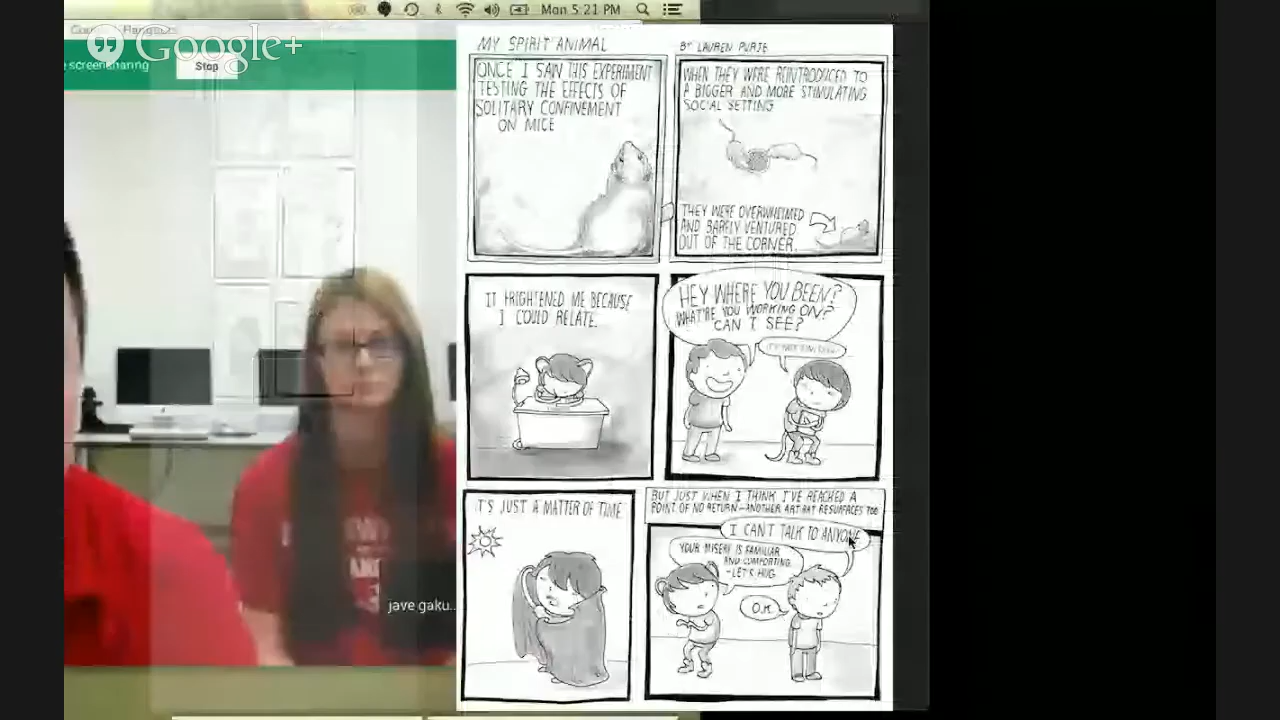 Mon 5:21 PM
Google+
screensharing
Stop
MY SPIRIT ANIMAL
BY LAUREN PURJE
ONCE I SAW THIS EXPERIMENT
TESTING THE EFFECTS OF
SOLITARY CONFINEMENT
ON MICE
WHEN THEY WERE REINTRODUCED TO
A BIGGER AND MORE STIMULATING
SOCIAL SETTING
THEY WERE OVERWHELMED
AND BARELY VENTURED
OUT OF THE CORNER.
IT FRIGHTENED ME BECAUSE
I COULD RELATE.
HEY WHERE YOU BEEN?
WHAT'RE YOU WORKING ON?
CAN I SEE?
IT'S JUST A MATTER OF TIME
BUT JUST WHEN I THINK I'VE REACHED A
POINT OF NO RETURN—ANOTHER ART RAT RESURFACES TOO
I CAN'T TALK TO ANYONE
YOUR MISERY IS FAMILIAR
AND COMFORTING.
-LET'S HUG
O.K.
jave gaku..